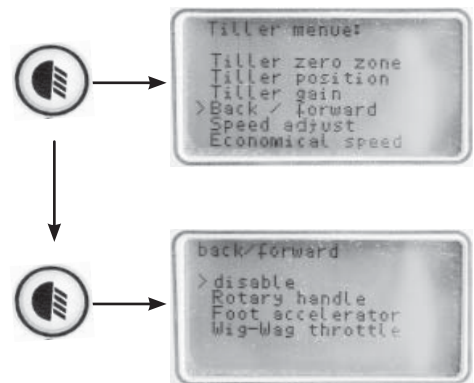 Tiller menue:
Tiller zero zone
Tiller position
Tiller gain
>Back / forward
Speed adjust
Economical speed
back/forward
>disable
Rotary handle
Foot accelerator
Wig-Wag throttle